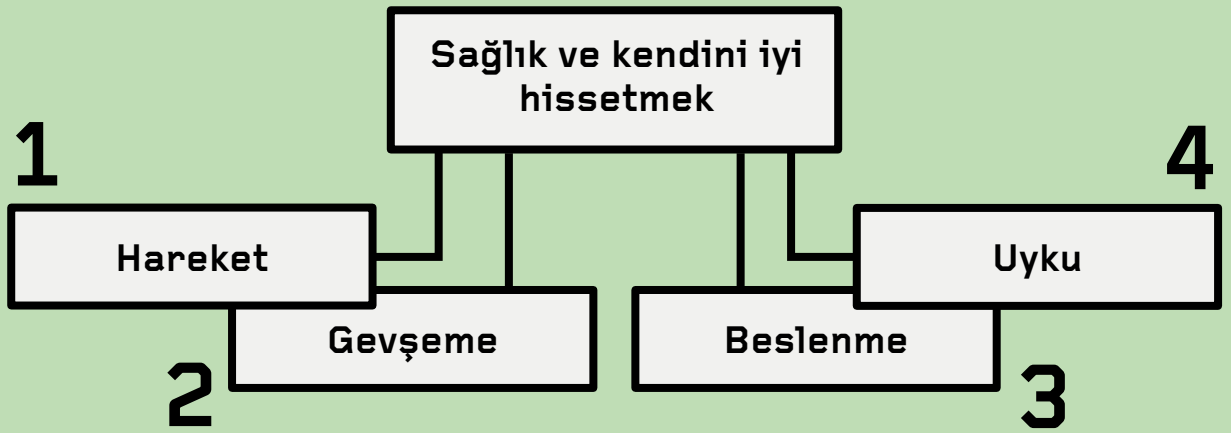 Sağlık ve kendini iyi
hissetmek
1
Hareket
2
Gevşeme
3
Beslenme
4
Uyku